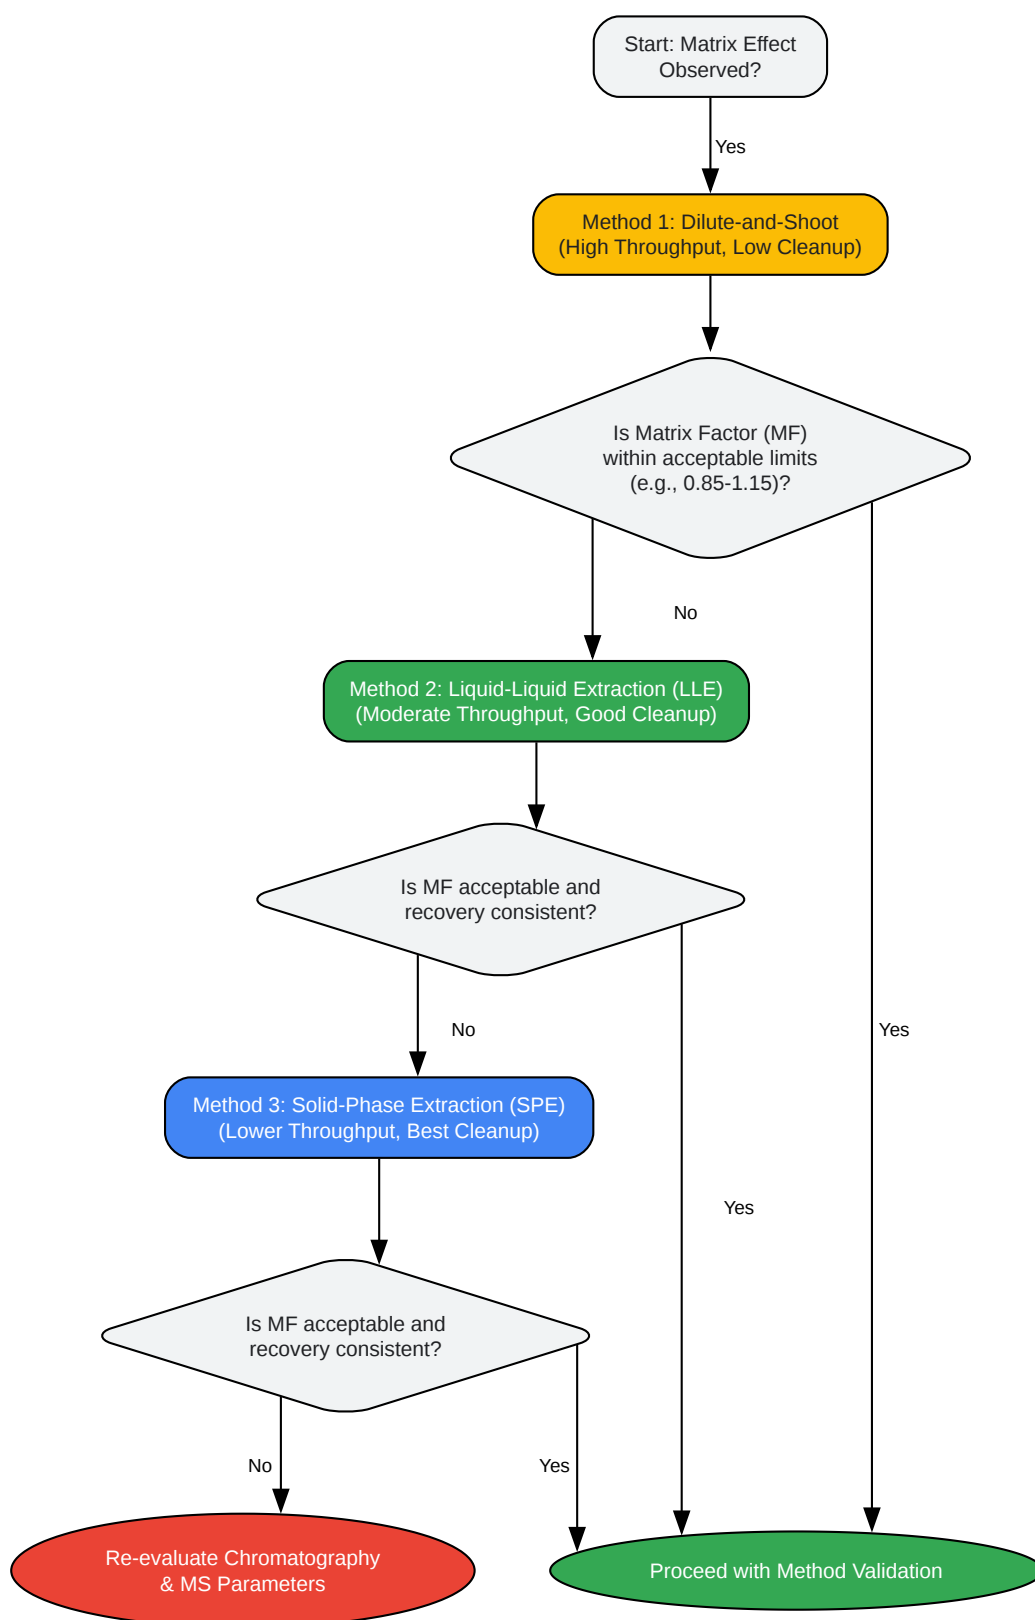 Start: Matrix Effect
Observed?
Yes
Method 1: Dilute-and-Shoot
(High Throughput, Low Cleanup)
Is Matrix Factor (MF)
within acceptable limits
(e.g., 0.85-1.15)?
No
Method 2: Liquid-Liquid Extraction (LLE)
(Moderate Throughput, Good Cleanup)
Is MF acceptable and
recovery consistent?
No
Yes
Method 3: Solid-Phase Extraction (SPE)
(Lower Throughput, Best Cleanup)
Yes
Is MF acceptable and
recovery consistent?
No
Yes
Re-evaluate Chromatography
& MS Parameters
Proceed with Method Validation